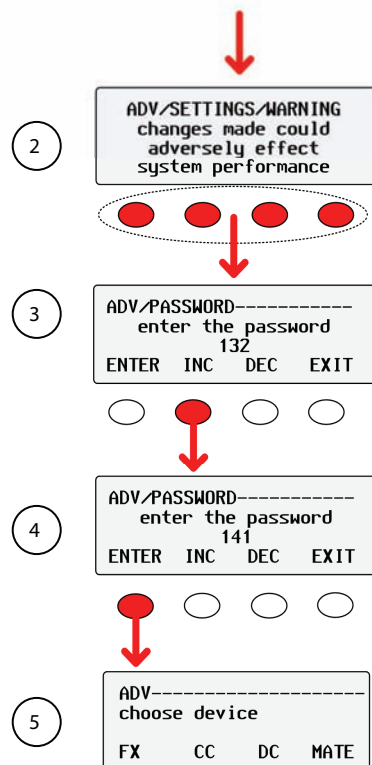 2
ADV/SETTINGS/WARNING
changes made could
adversely effect
system performance
3
ADV/PASSWORD-----------
enter the password
132
ENTER INC DEC EXIT
4
ADV/PASSWORD-----------
enter the password
141
ENTER INC DEC EXIT
5
ADV--------------------
choose device
FX CC DC MATE